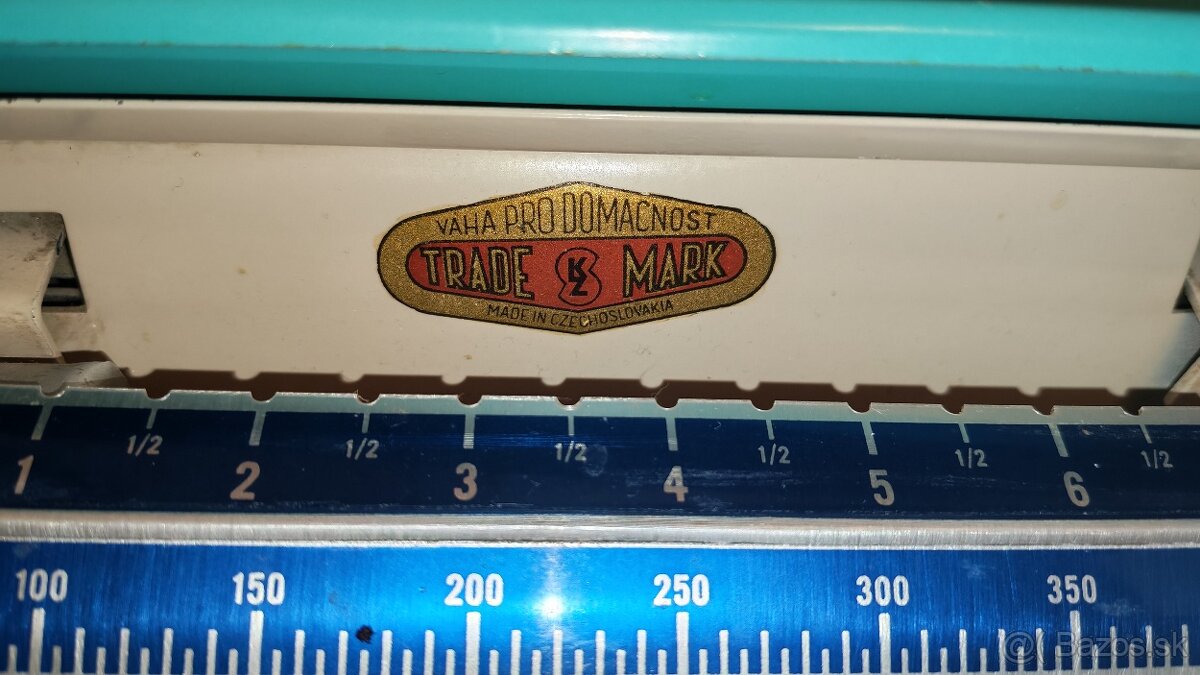 VAHA PRO DOMACNOST
TRADE KZ MARK
MADE IN CZECHOSLOVAKIA
1/2 1/2 1/2 1/2 1/2 1/2
1 2 3 4 5 6
100 150 200 250 300 350
@ Bazos.sk